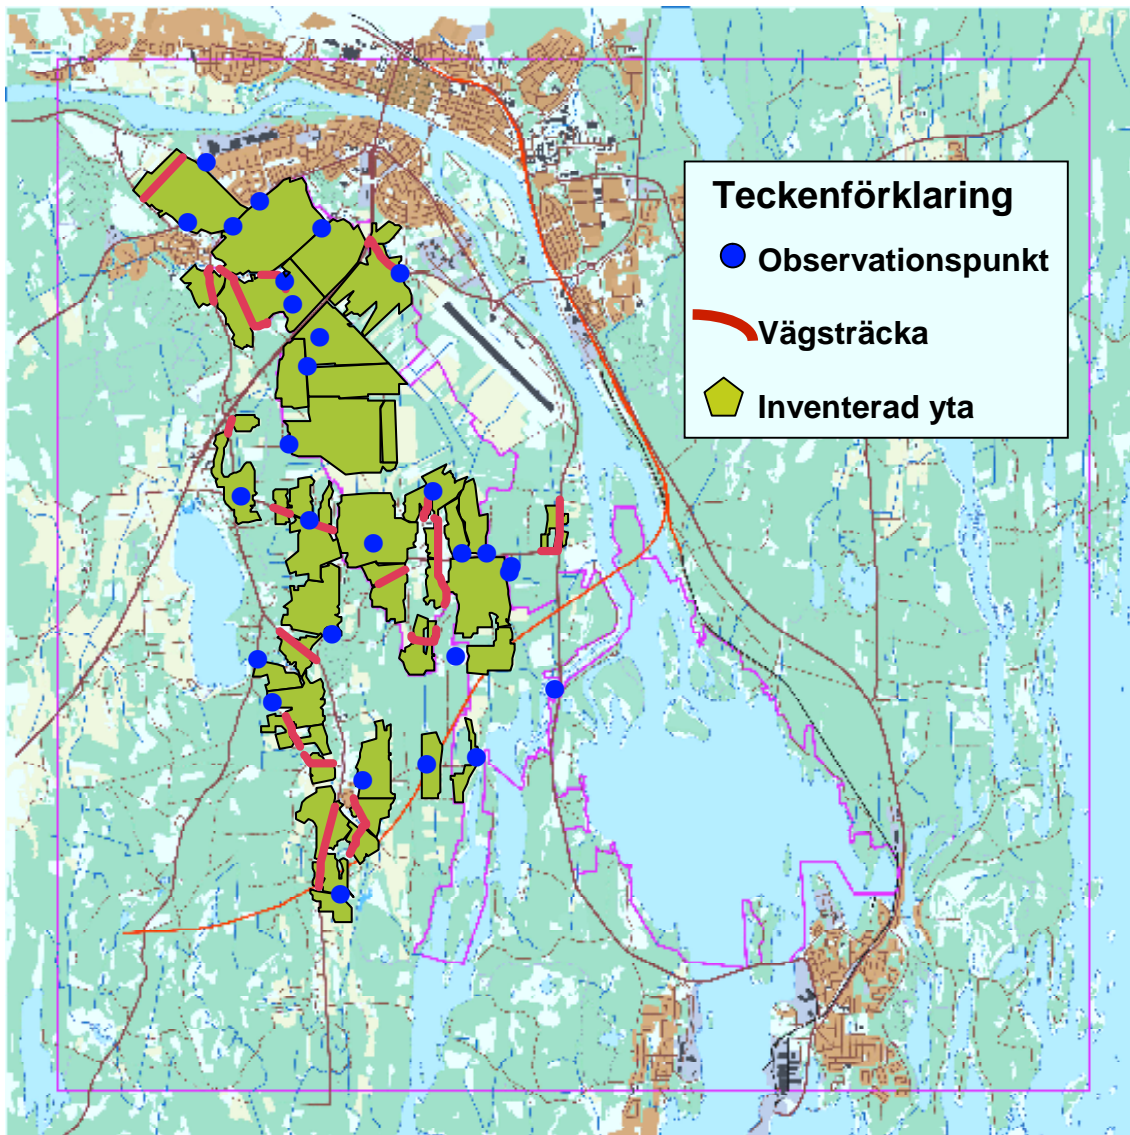 Teckenförklaring
Observationspunkt
Vägsträcka
Inventerad yta